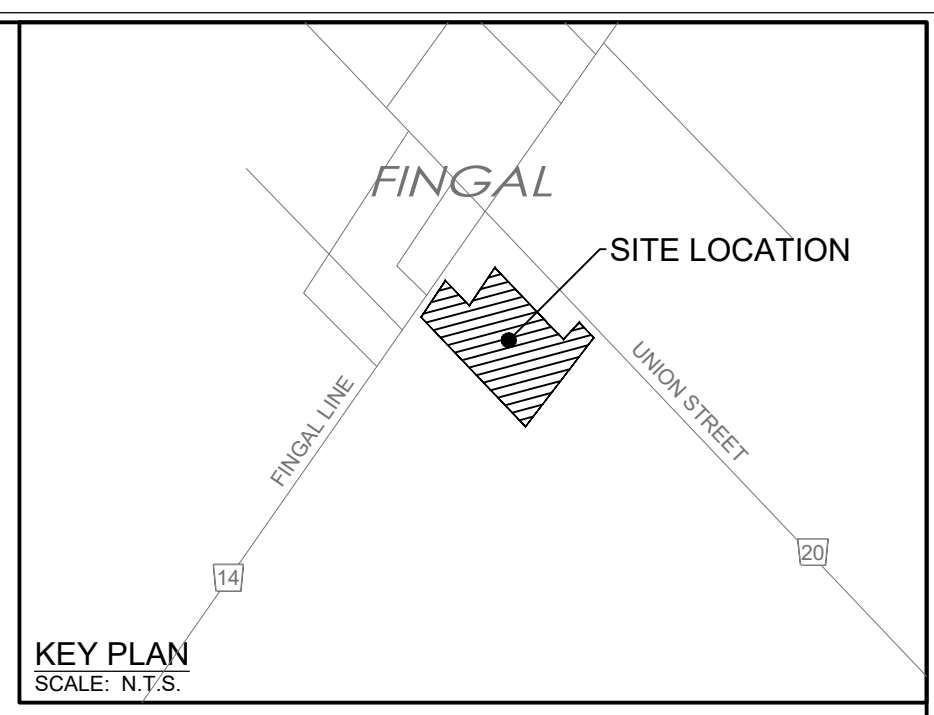 FINGAL
SITE LOCATION
UNION STREET
FINGAL LINE
20
14
KEY PLAN
SCALE: N.T.S.